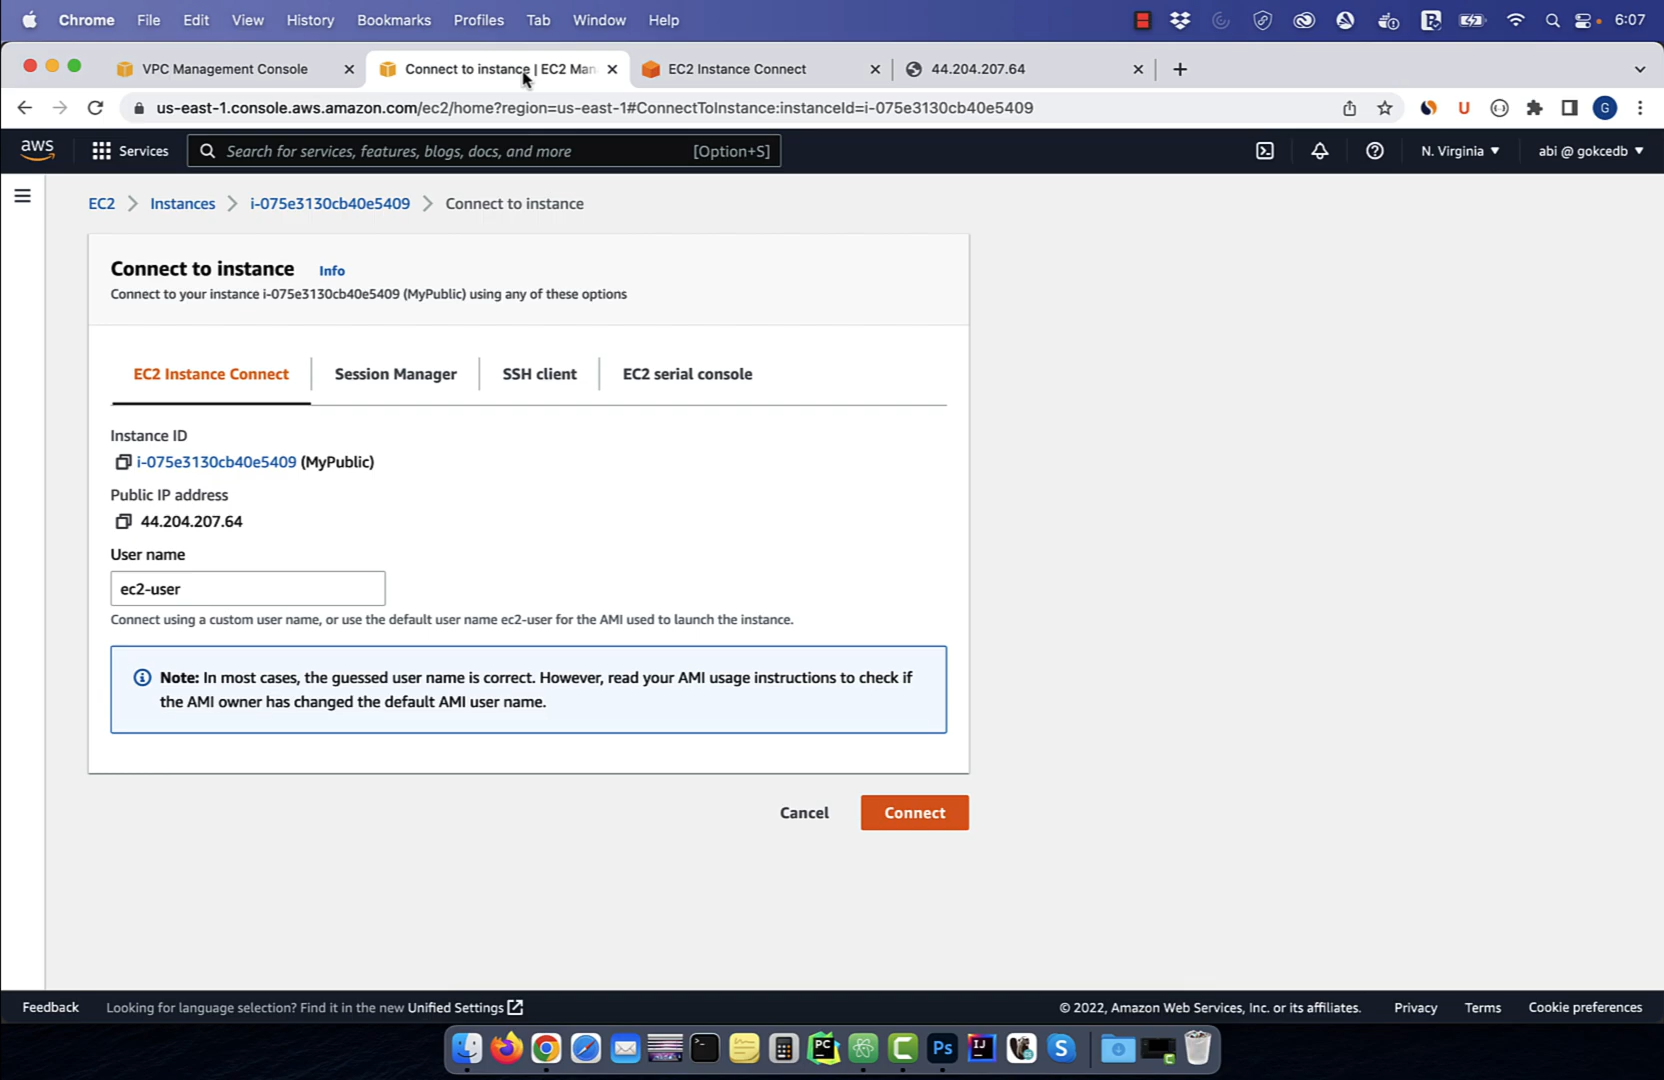 Chrome File Edit View History Bookmarks Profiles Tab Window Help 6:07
VPC Management Console Connect to instance | EC2 Man EC2 Instance Connect 44.204.207.64
us-east-1.console.aws.amazon.com/ec2/home?region=us-east-1#ConnectToInstance:instanceId=i-075e3130cb40e5409 U G
aws Services Search for services, features, blogs, docs, and more [Option+S] N. Virginia abi @ gokcedb
EC2 Instances i-075e3130cb40e5409 Connect to instance
Connect to instance Info
Connect to your instance i-075e3130cb40e5409 (MyPublic) using any of these options
EC2 Instance Connect Session Manager SSH client EC2 serial console
Instance ID
i-075e3130cb40e5409 (MyPublic)
Public IP address
44.204.207.64
User name
ec2-user
Connect using a custom user name, or use the default user name ec2-user for the AMI used to launch the instance.
Note: In most cases, the guessed user name is correct. However, read your AMI usage instructions to check if
the AMI owner has changed the default AMI user name.
Cancel Connect
Feedback Looking for language selection? Find it in the new Unified Settings © 2022, Amazon Web Services, Inc. or its affiliates. Privacy Terms Cookie preferences
PC Ps IJ S